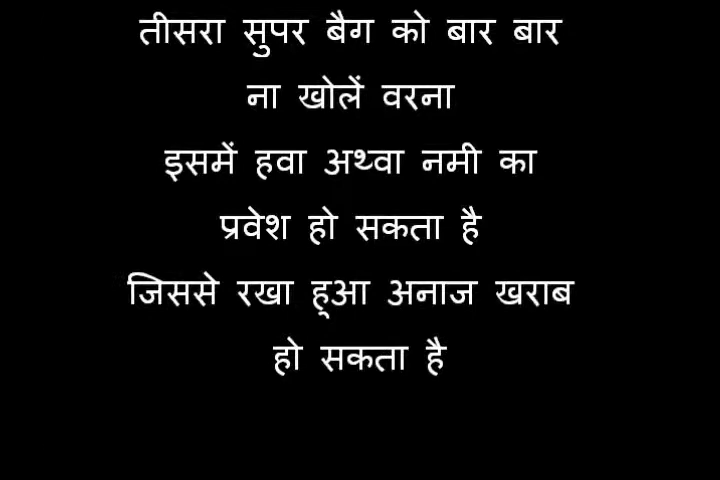 तीसरा सुपर बैग को बार बार
ना खोलें वरना
इसमें हवा अथ्वा नमी का
प्रवेश हो सकता है
जिससे रखा हूआ अनाज खराब
हो सकता है